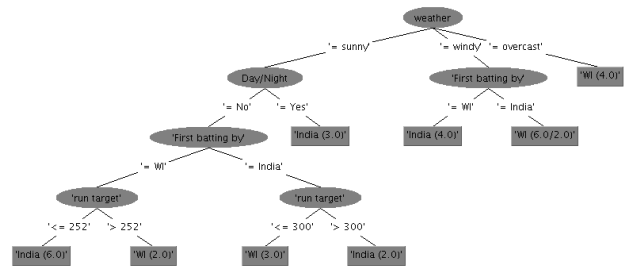 weather
'= sunny' '= windy' '= overcast'
Day/Night 'First batting by' 'WI (4.0)'
'= No' '= Yes' '= WI' '= India'
'First batting by' 'India (3.0)' 'India (4.0)' 'WI (6.0/2.0)'
'= WI' '= India'
'run target' 'run target'
'<= 252' '> 252' '<= 300' '> 300'
'India (6.0)' 'WI (2.0)' 'WI (3.0)' 'India (2.0)'